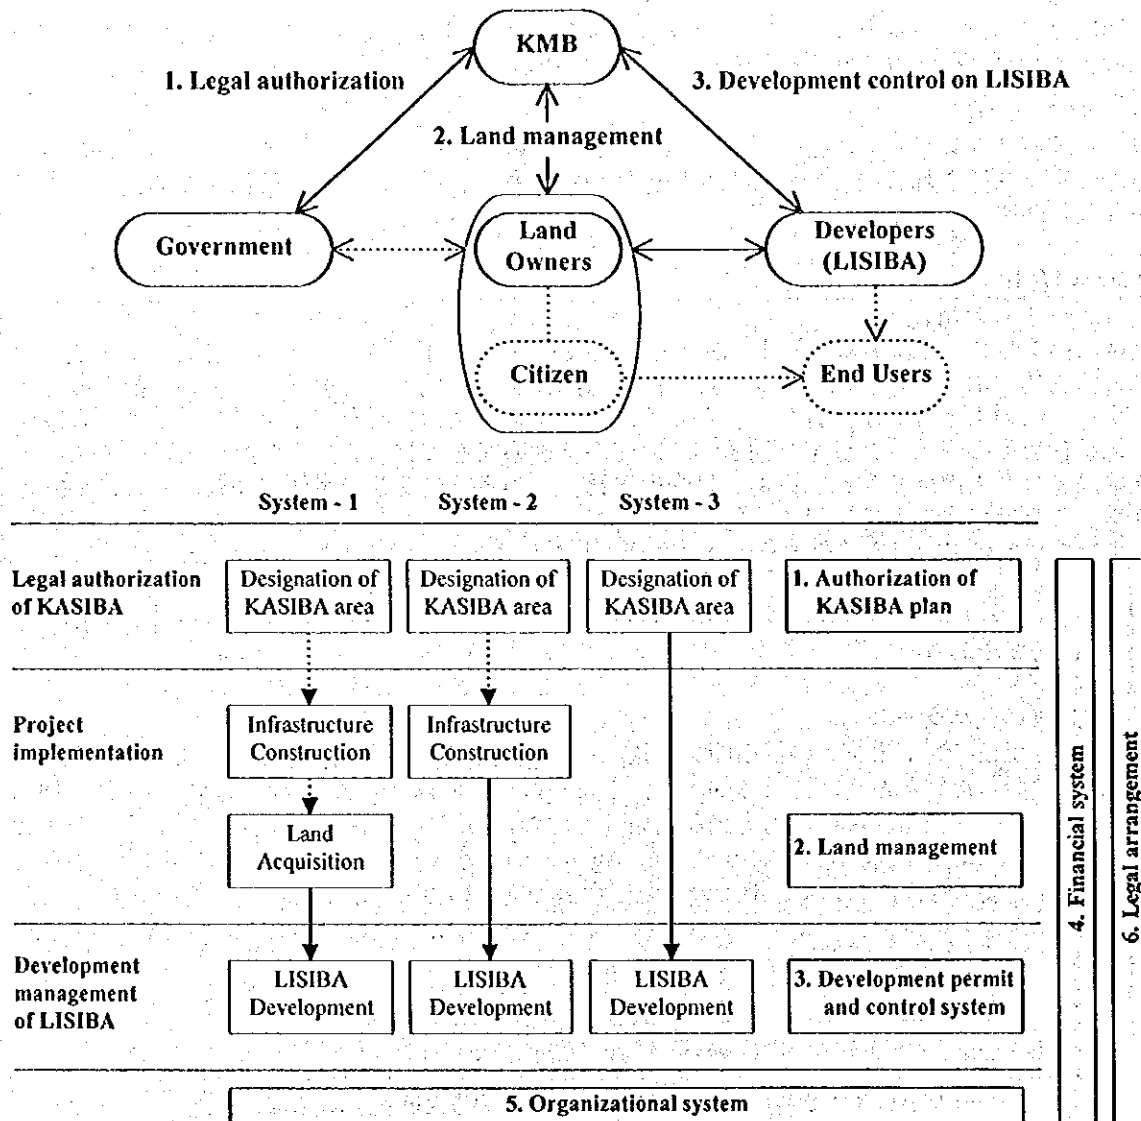 KMB
1. Legal authorization
3. Development control on LISIBA
2. Land management
Government
Land
Owners
Developers
(LISIBA)
Citizen
End Users
System - 1
System - 2
System - 3
Legal authorization
of KASIBA
Designation of
KASIBA area
Designation of
KASIBA area
Designation of
KASIBA area
1. Authorization of
KASIBA plan
Project
implementation
Infrastructure
Construction
Infrastructure
Construction
Land
Acquisition
2. Land management
Development
management
of LISIBA
LISIBA
Development
LISIBA
Development
LISIBA
Development
3. Development permit
and control system
4. Financial system
6. Legal arrangement
5. Organizational system